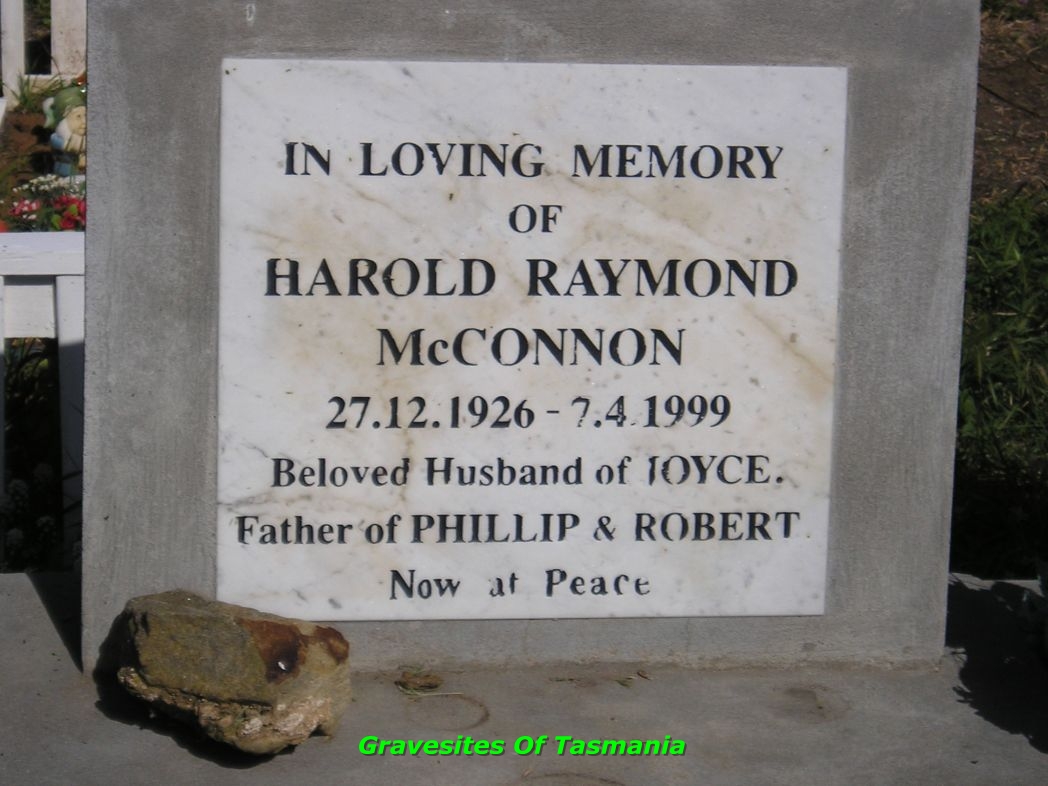 IN LOVING MEMORY
OF
HAROLD RAYMOND
McCONNON
27.12.1926 - 7.4.1999
Beloved Husband of JOYCE.
Father of PHILLIP & ROBERT
Now at Peace
Gravesites Of Tasmania